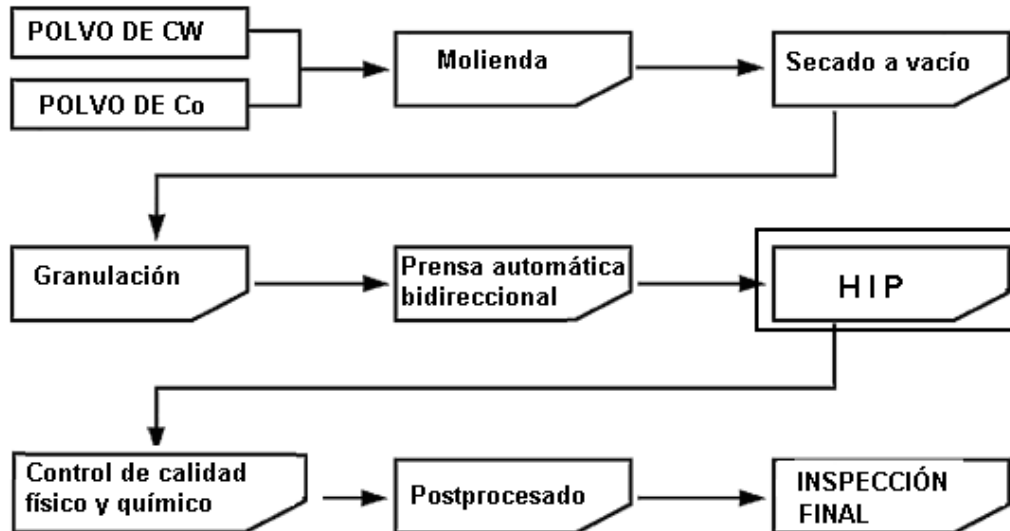 POLVO DE CW
POLVO DE Co
Molienda
Secado a vacío
Granulación
Prensa automática
bidireccional
HIP
Control de calidad
físico y químico
Postprocesado
INSPECCIÓN
FINAL